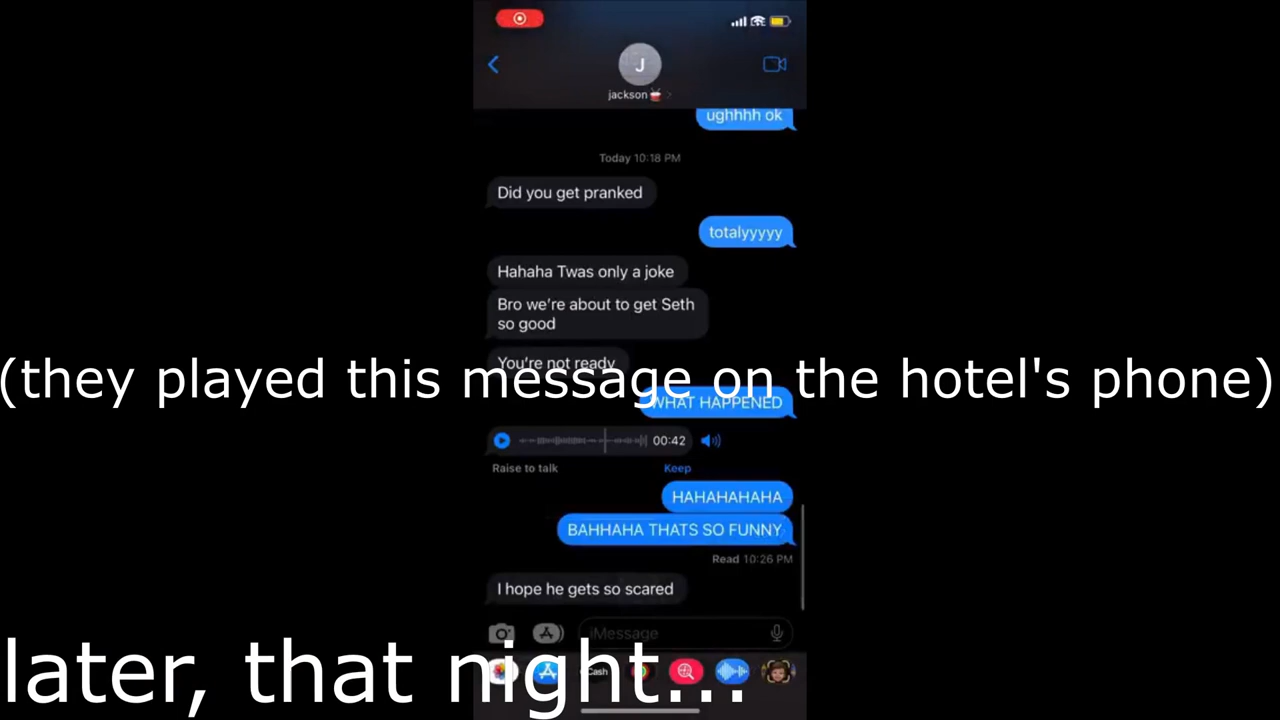 J
jackson
ughhhh ok
Today 10:18 PM
Did you get pranked
totalyyyyy
Hahaha Twas only a joke
Bro we're about to get Seth
so good
You're not ready
(they played this message on the hotel's phone)
WHAT HAPPENED
00:42
Raise to talk
Keep
HAHAHAHAHA
BAHHAHA THATS SO FUNNY
Read 10:26 PM
I hope he gets so scared
iMessage
later, that night...
Cash